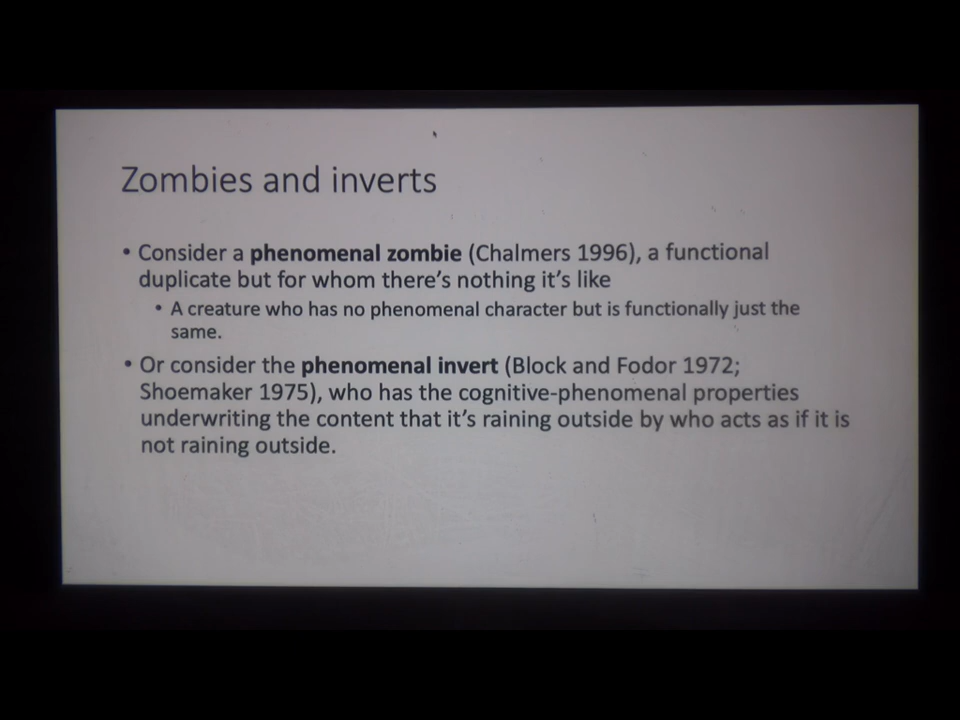 Zombies and inverts
• Consider a phenomenal zombie (Chalmers 1996), a functional
duplicate but for whom there's nothing it's like
• A creature who has no phenomenal character but is functionally just the
same.
• Or consider the phenomenal invert (Block and Fodor 1972;
Shoemaker 1975), who has the cognitive-phenomenal properties
underwriting the content that it's raining outside by who acts as if it is
not raining outside.